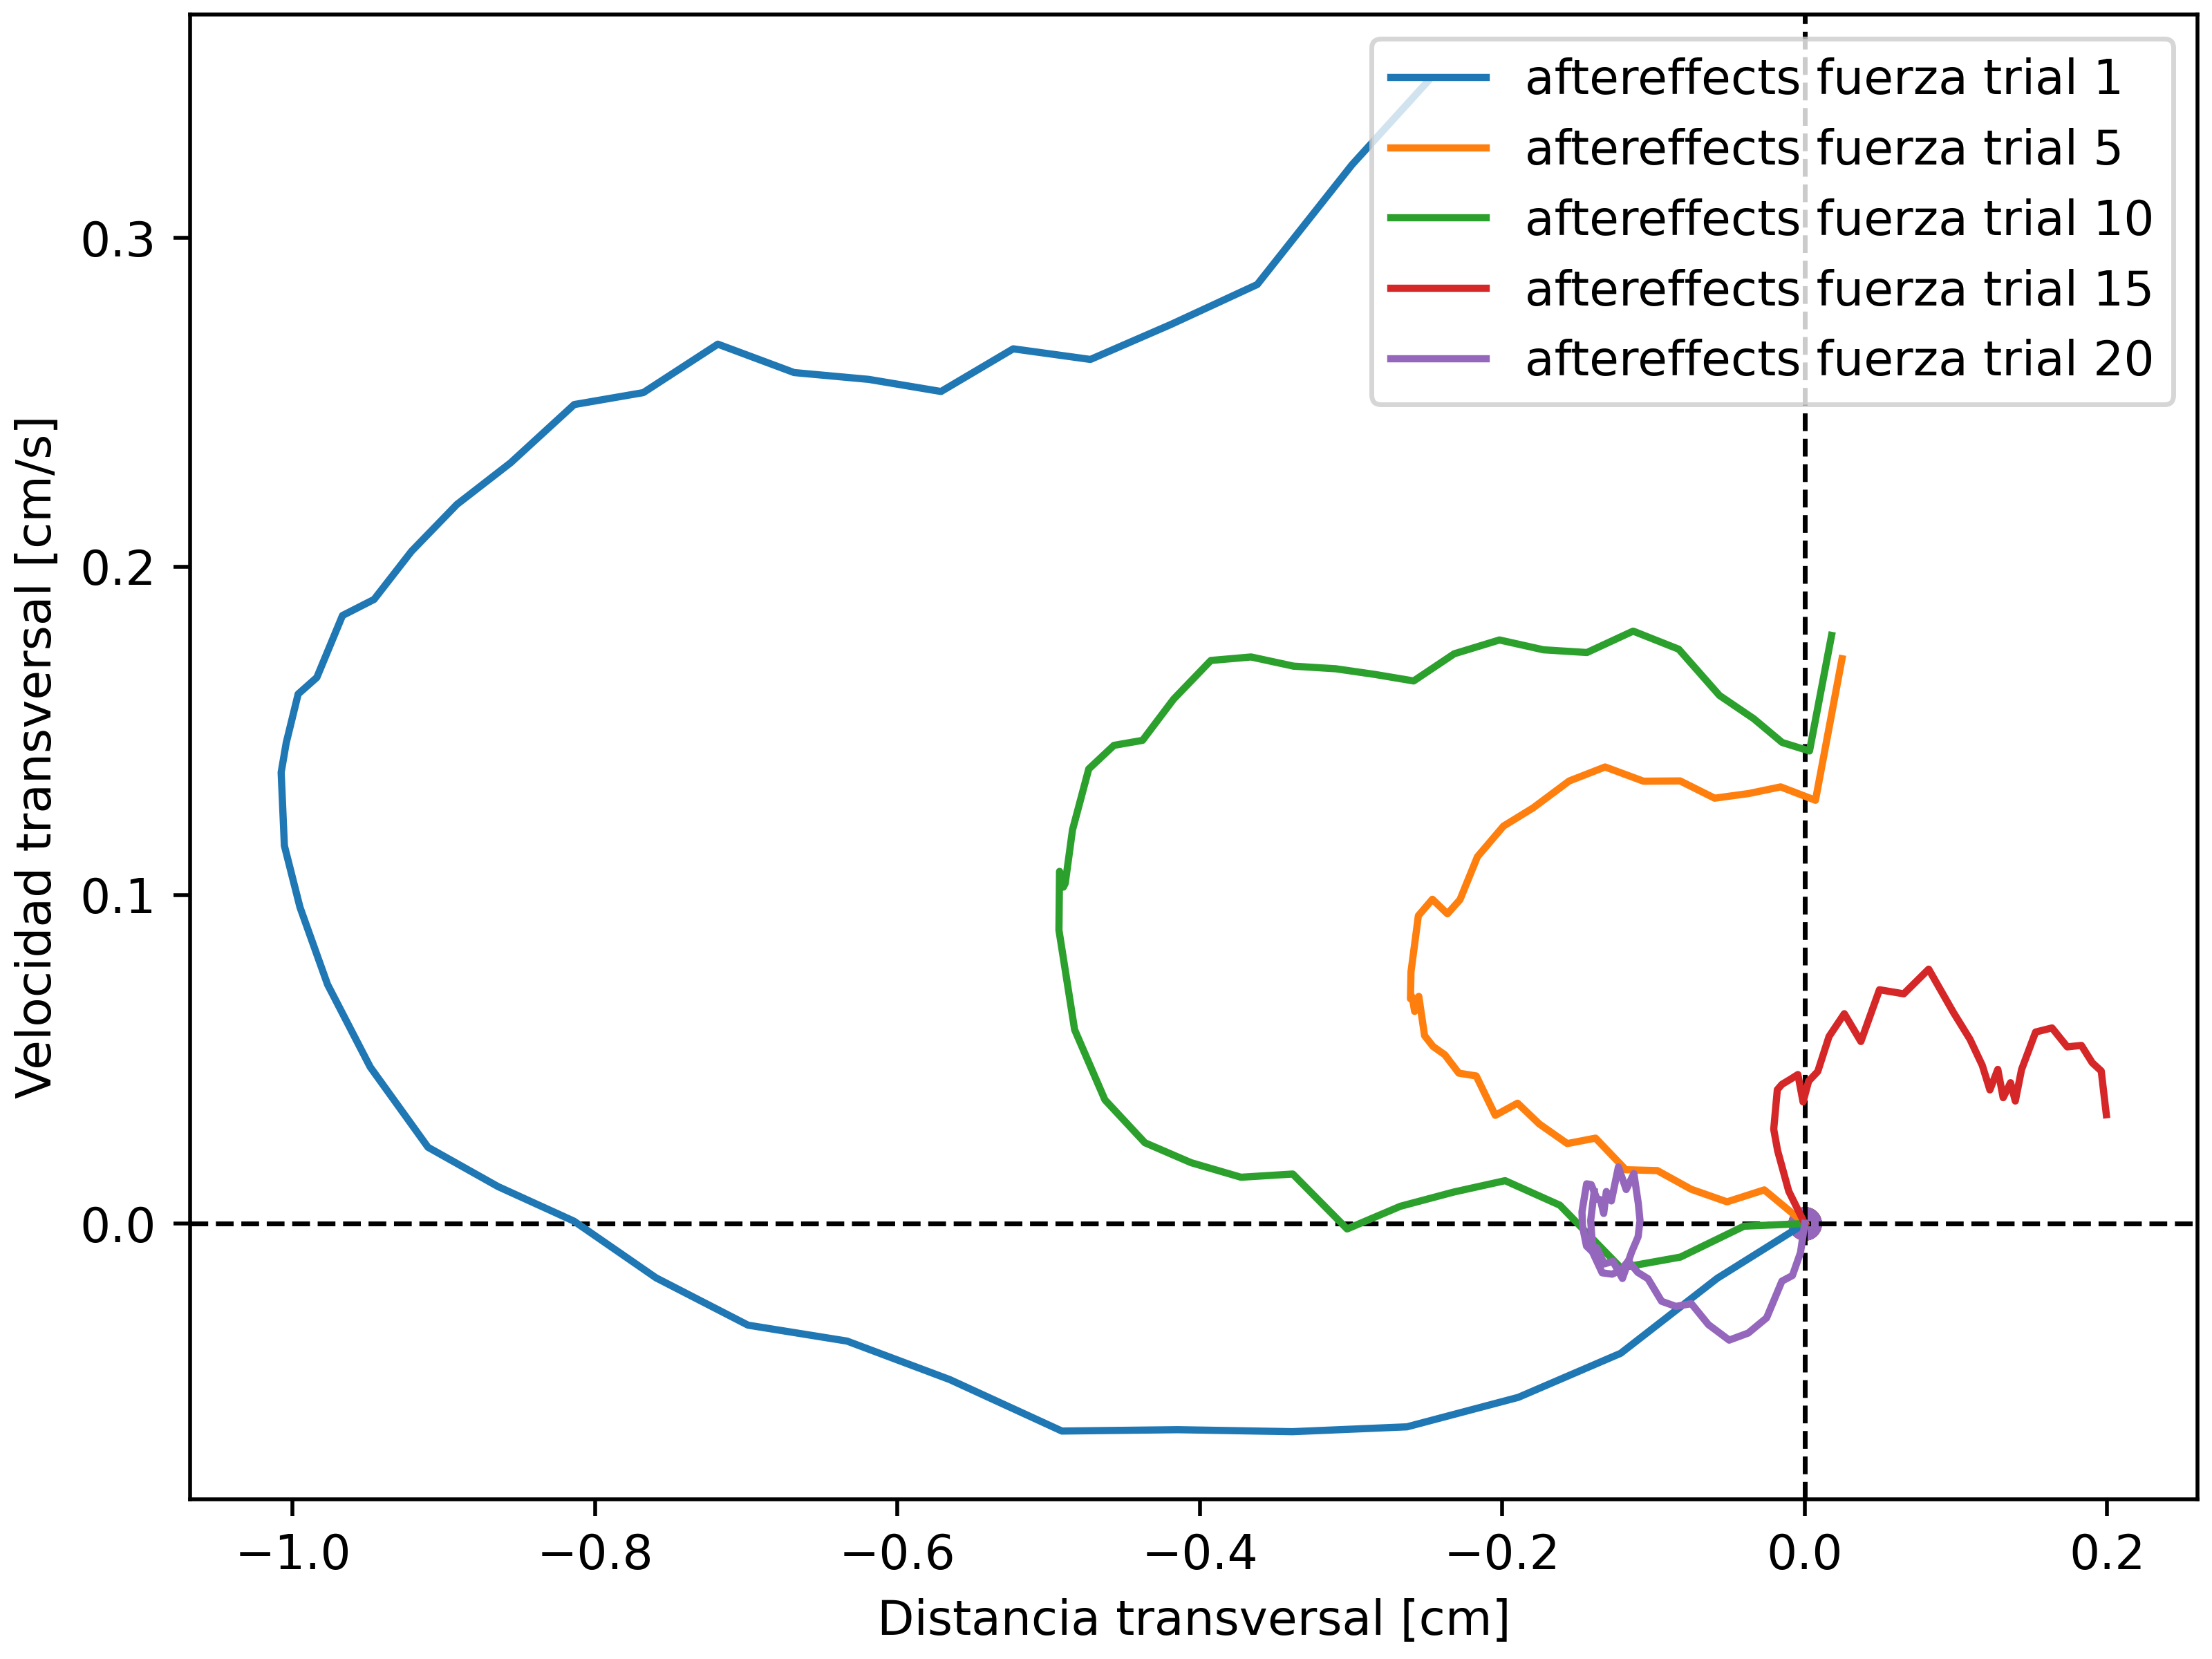 aftereffects fuerza trial 1
aftereffects fuerza trial 5
aftereffects fuerza trial 10
aftereffects fuerza trial 15
aftereffects fuerza trial 20
Velocidad transversal [cm/s]
0.3
0.2
0.1
0.0
−1.0 −0.8 −0.6 −0.4 −0.2 0.0 0.2
Distancia transversal [cm]